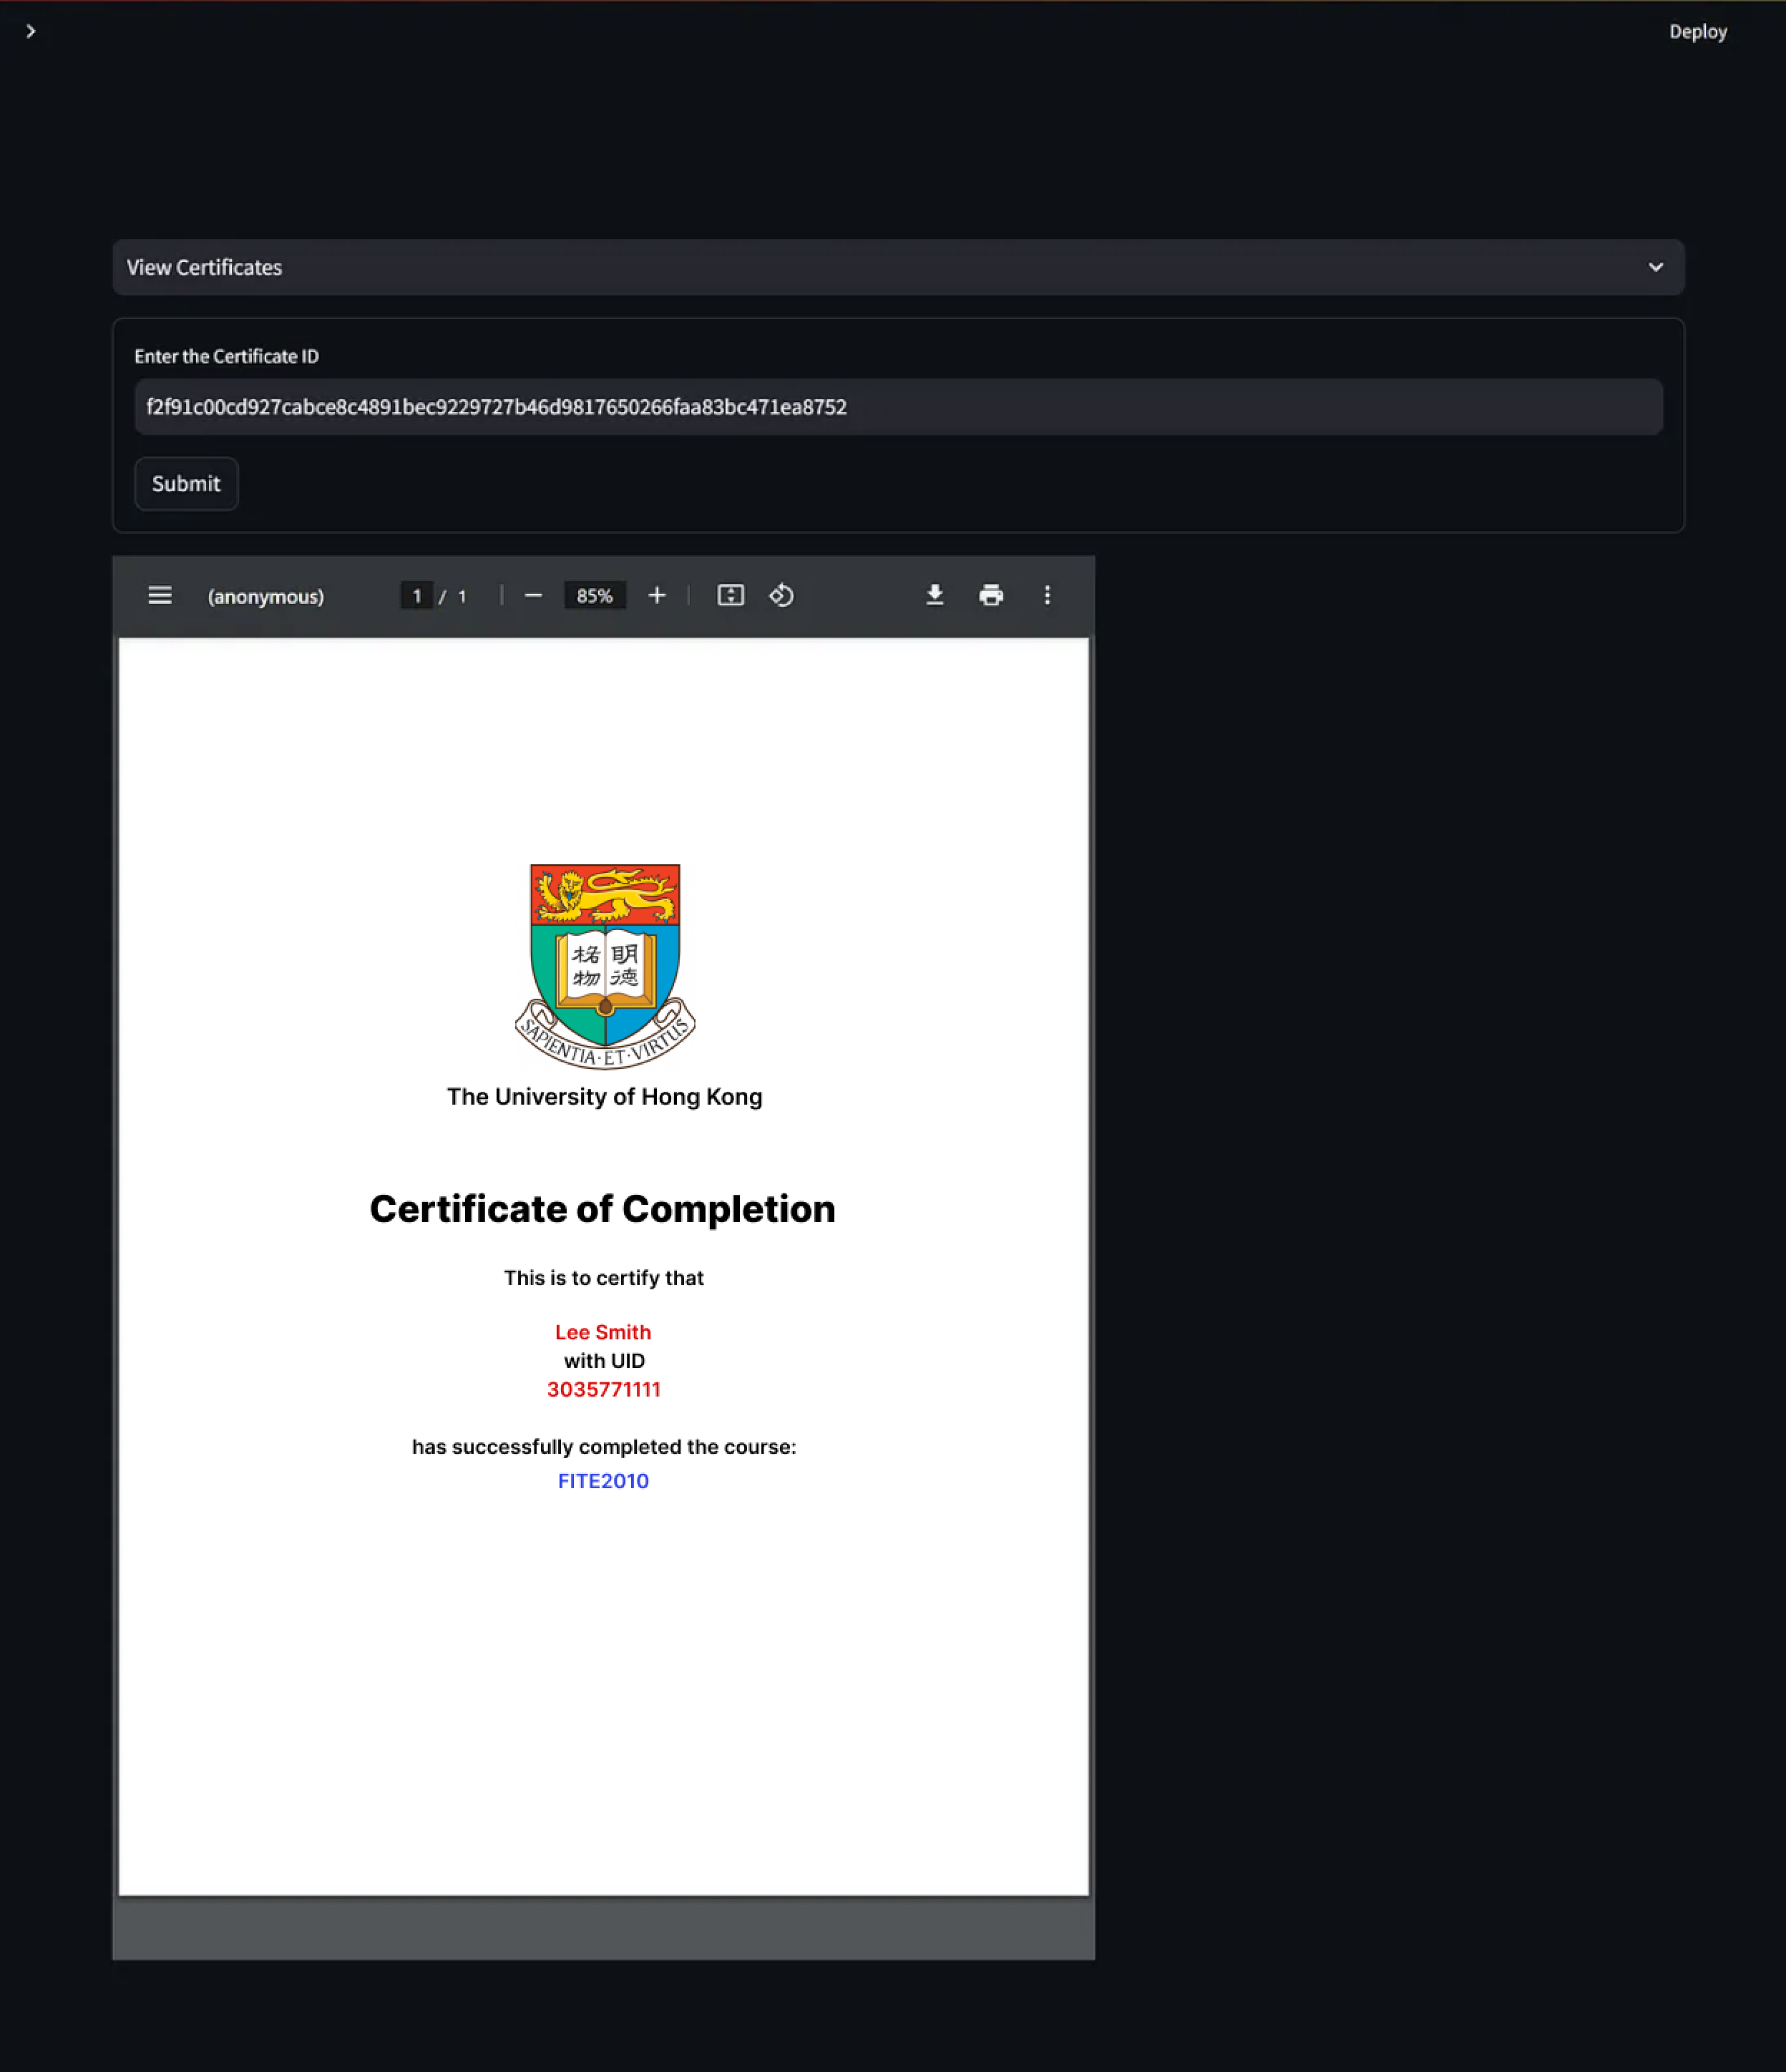 Deploy
View Certificates
Enter the Certificate ID
f2f91c00cd927cabce8c4891bec9229727b46d9817650266faa83bc471ea8752
Submit
(anonymous) 1 / 1 85%
格 明
物 德
SAPIENTIA·ET·VIRTUS
The University of Hong Kong
Certificate of Completion
This is to certify that
Lee Smith
with UID
3035771111
has successfully completed the course:
FITE2010